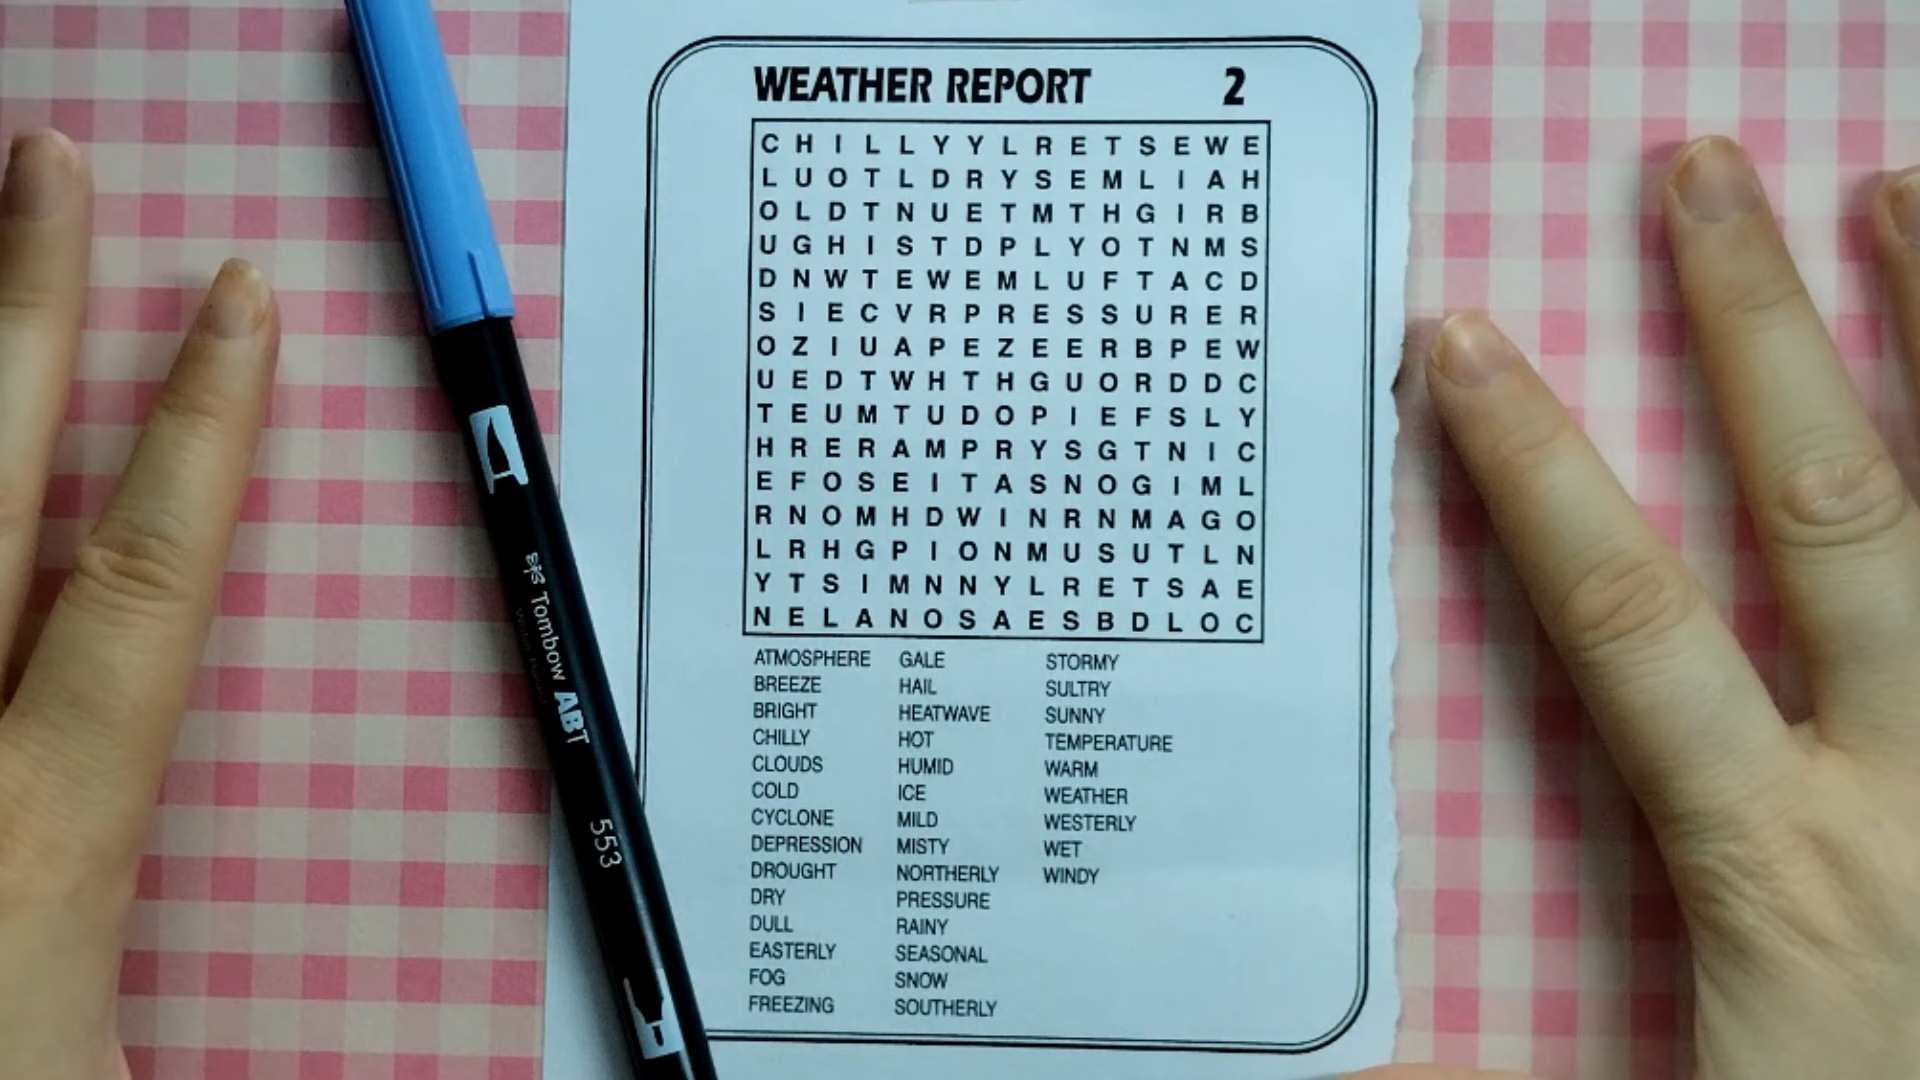 WEATHER REPORT 2
C H I L L Y Y L R E T S E W E
L U O T L D R Y S E M L I A H
O L D T N U E T M T H G I R B
U G H I S T D P L Y O T N M S
D N W T E W E M L U F T A C D
S I E C V R P R E S S U R E R
O Z I U A P E Z E E R B P E W
U E D T W H T H G U O R D D C
T E U M T U D O P I E F S L Y
H R E R A M P R Y S G T N I C
E F O S E I T A S N O G I M L
R N O M H D W I N R N M A G O
L R H G P I O N M U S U T L N
Y T S I M N N Y L R E T S A E
N E L A N O S A E S B D L O C
ATMOSPHERE GALE STORMY
BREEZE HAIL SULTRY
BRIGHT HEATWAVE SUNNY
CHILLY HOT TEMPERATURE
CLOUDS HUMID WARM
COLD ICE WEATHER
CYCLONE MILD WESTERLY
DEPRESSION MISTY WET
DROUGHT NORTHERLY WINDY
DRY PRESSURE
DULL RAINY
EASTERLY SEASONAL
FOG SNOW
FREEZING SOUTHERLY
Tombow ABT
553